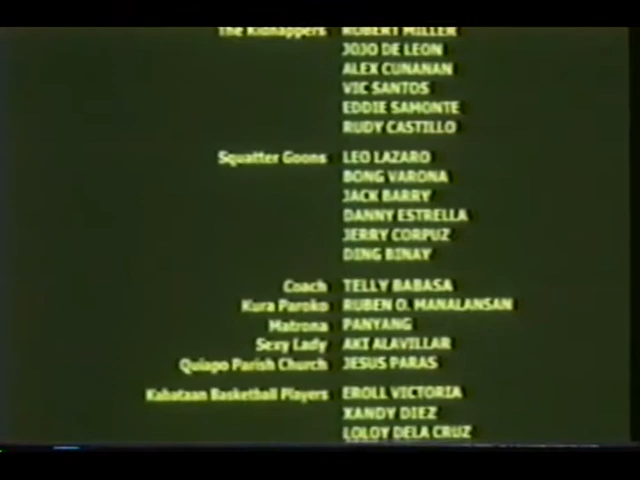 The Kidnappers ROBERT MILLER
JOJO DE LEON
ALEX CUNANAN
VIC SANTOS
EDDIE SAMONTE
RUDY CASTILLO
Squatter Goons LEO LAZARO
BONG VARONA
JACK BARRY
DANNY ESTRELLA
JERRY CORPUZ
DING BINAY
Coach TELLY BABASA
Kura Paroko RUBEN O. MANALANSAN
Matrona PANYANG
Sexy Lady AKI ALAVILLAR
Quiapo Parish Church JESUS PARAS
Kabataan Basketball Players EROLL VICTORIA
XANDY DIEZ
LOLOY DELA CRUZ